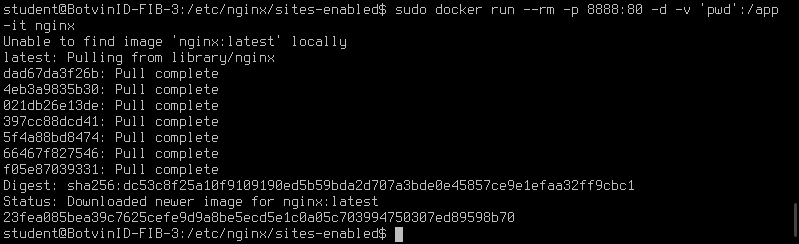 student@BotvinID-FIB-3:/etc/nginx/sites-enabled$ sudo docker run --rm -p 8888:80 -d -v 'pwd':/app
-it nginx
Unable to find image 'nginx:latest' locally
latest: Pulling from library/nginx
dad67da3f26b: Pull complete
4eb3a9835b30: Pull complete
021db26e13de: Pull complete
397cc88dcd41: Pull complete
5f4a88bd8474: Pull complete
66467f827546: Pull complete
f05e87039331: Pull complete
Digest: sha256:dc53c8f25a10f9109190ed5b59bda2d707a3bde0e45857ce9e1efaa32ff9cbc1
Status: Downloaded newer image for nginx:latest
23fea085bea39c7625cefe9d9a8be5ecd5e1c0a05c703994750307ed89598b70
student@BotvinID-FIB-3:/etc/nginx/sites-enabled$